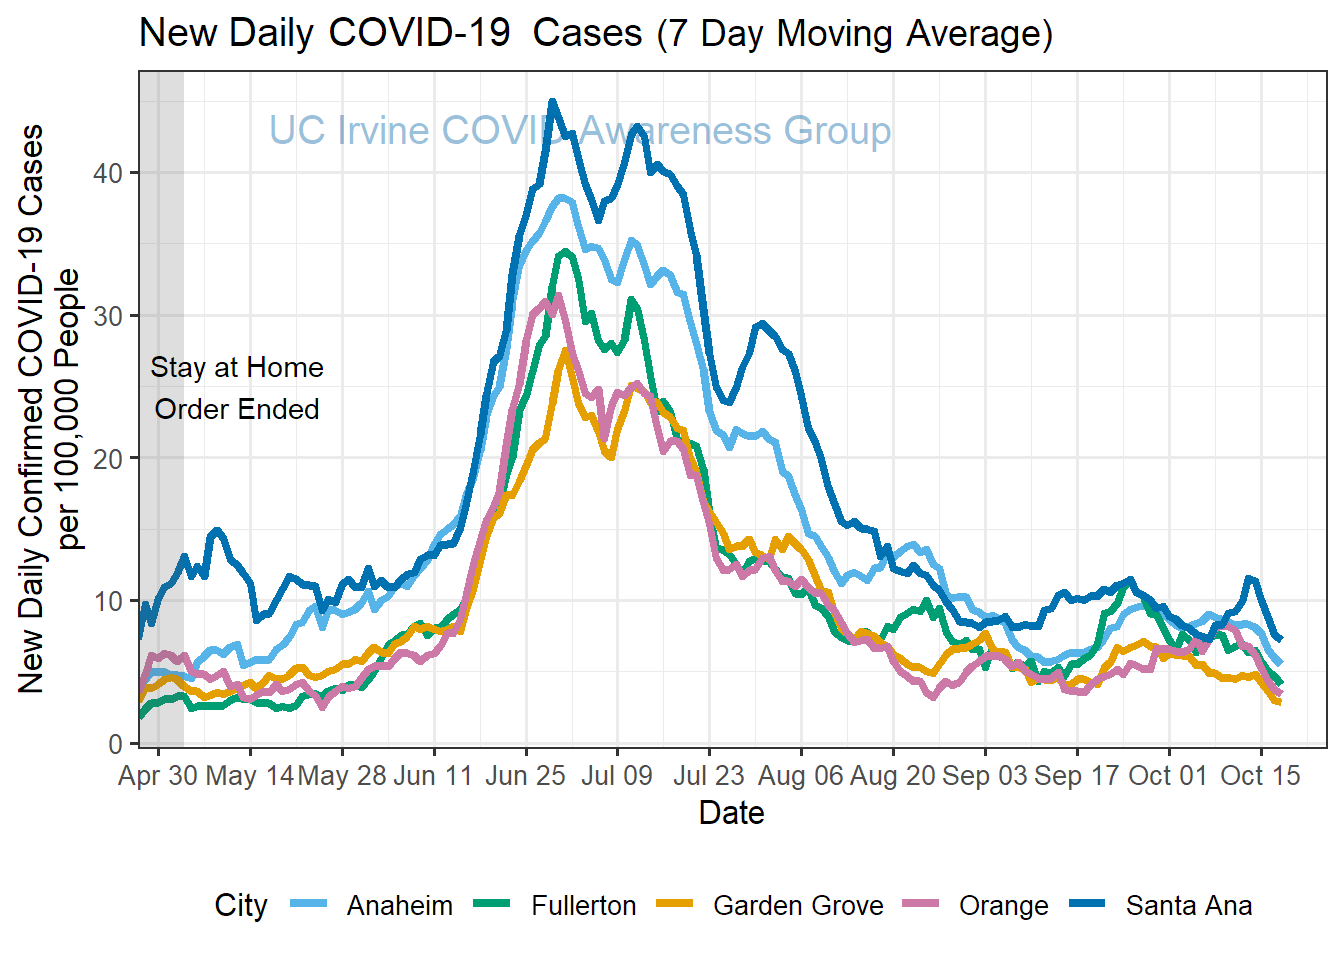 New Daily COVID-19 Cases (7 Day Moving Average)
UC Irvine COVID Awareness Group
New Daily Confirmed COVID-19 Cases
per 100,000 People
40
30
20
10
0
Stay at Home
Order Ended
Apr 30 May 14 May 28 Jun 11 Jun 25 Jul 09 Jul 23 Aug 06 Aug 20 Sep 03 Sep 17 Oct 01 Oct 15
Date
City Anaheim Fullerton Garden Grove Orange Santa Ana